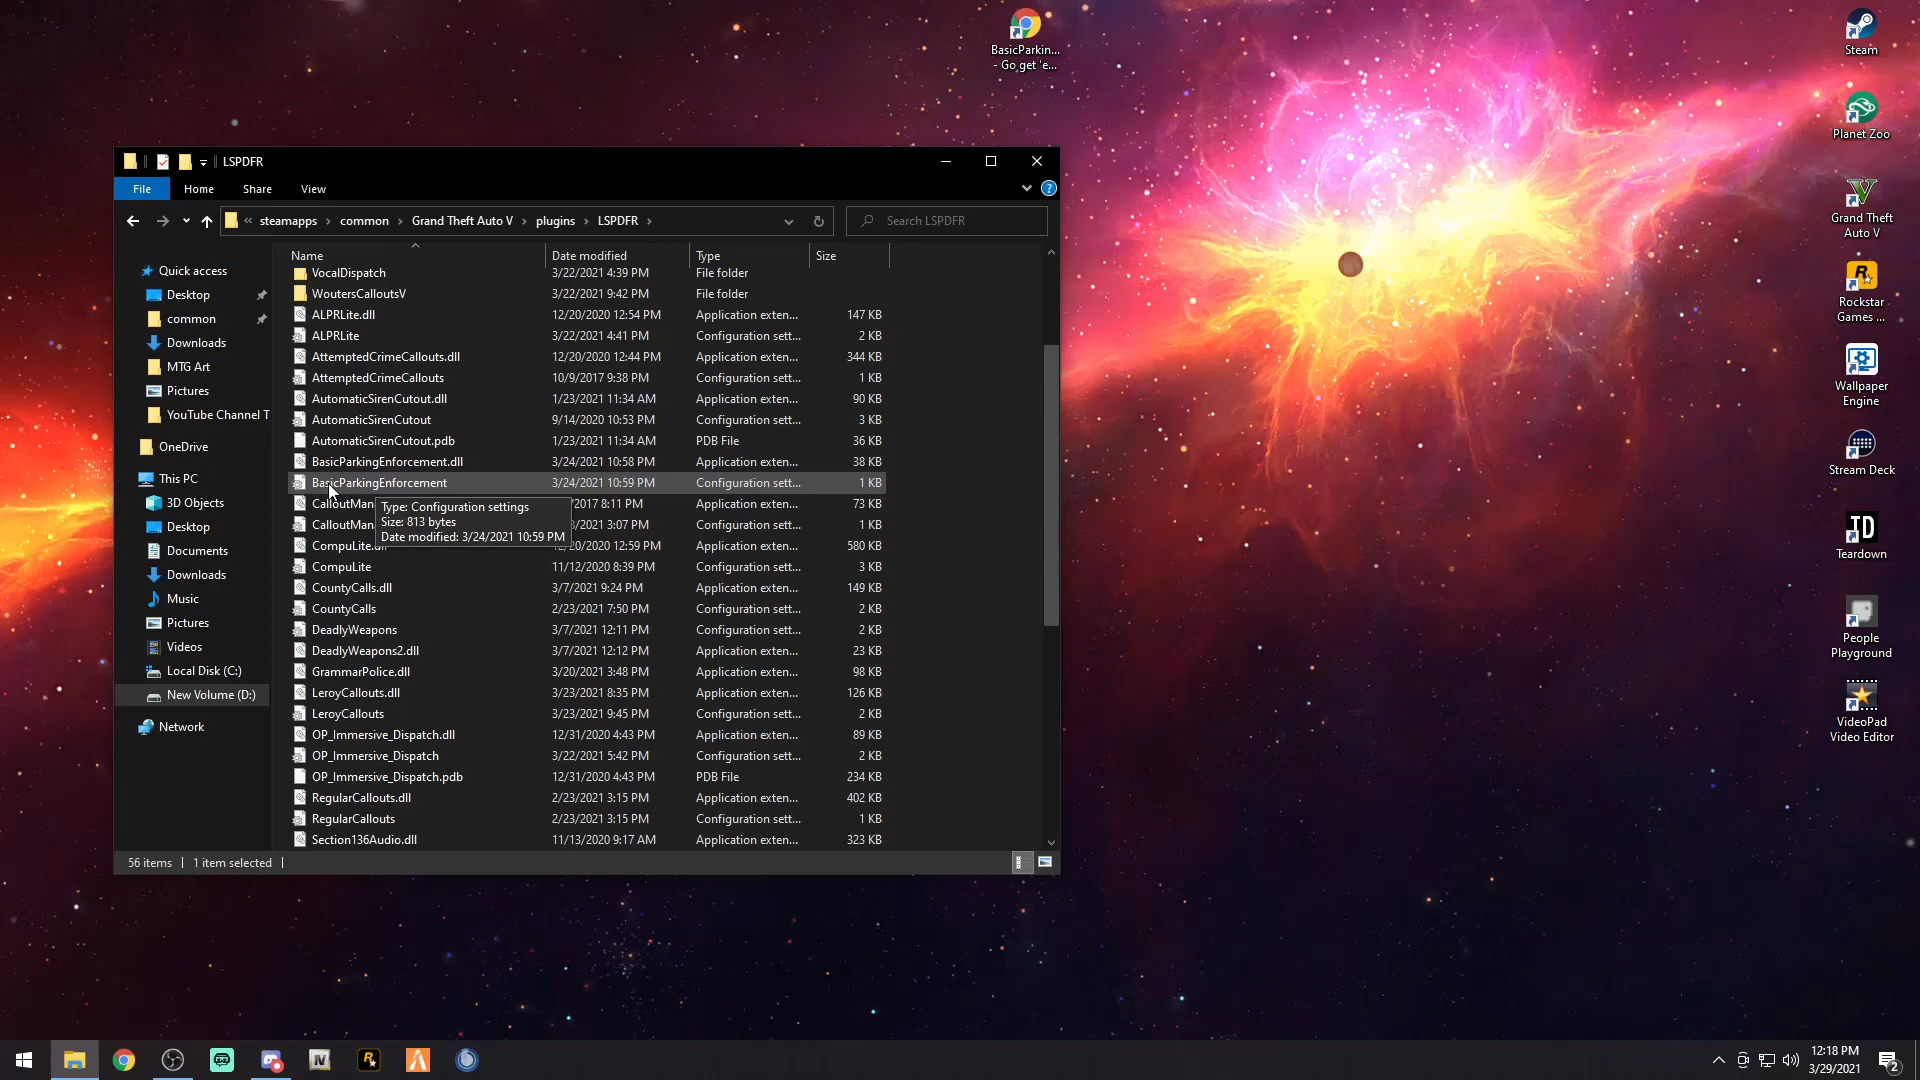 BasicParkin...
- Go get 'e...
Steam
Planet Zoo
Grand Theft
Auto V
Rockstar
Games ...
Wallpaper
Engine
Stream Deck
Teardown
People
Playground
VideoPad
Video Editor
LSPDFR
File Home Share View
« steamapps › common › Grand Theft Auto V › plugins › LSPDFR ›
Search LSPDFR
Quick access
Desktop
common
Downloads
MTG Art
Pictures
YouTube Channel T
OneDrive
This PC
3D Objects
Desktop
Documents
Downloads
Music
Pictures
Videos
Local Disk (C:)
New Volume (D:)
Network
Name Date modified Type Size
VocalDispatch 3/22/2021 4:39 PM File folder
WoutersCalloutsV 3/22/2021 9:42 PM File folder
ALPRLite.dll 12/20/2020 12:54 PM Application exten... 147 KB
ALPRLite 3/22/2021 4:41 PM Configuration sett... 2 KB
AttemptedCrimeCallouts.dll 12/20/2020 12:44 PM Application exten... 344 KB
AttemptedCrimeCallouts 10/9/2017 9:38 PM Configuration sett... 1 KB
AutomaticSirenCutout.dll 1/23/2021 11:34 AM Application exten... 90 KB
AutomaticSirenCutout 9/14/2020 10:53 PM Configuration sett... 3 KB
AutomaticSirenCutout.pdb 1/23/2021 11:34 AM PDB File 36 KB
BasicParkingEnforcement.dll 3/24/2021 10:58 PM Application exten... 38 KB
BasicParkingEnforcement 3/24/2021 10:59 PM Configuration sett... 1 KB
CalloutMan /2017 8:11 PM Application exten... 73 KB
CalloutMan 3/2021 3:07 PM Configuration sett... 1 KB
CompuLite.dll 12/20/2020 12:59 PM Application exten... 580 KB
CompuLite 11/12/2020 8:39 PM Configuration sett... 3 KB
CountyCalls.dll 3/7/2021 9:24 PM Application exten... 149 KB
CountyCalls 2/23/2021 7:50 PM Configuration sett... 2 KB
DeadlyWeapons 3/7/2021 12:11 PM Configuration sett... 2 KB
DeadlyWeapons2.dll 3/7/2021 12:12 PM Application exten... 23 KB
GrammarPolice.dll 3/20/2021 3:48 PM Application exten... 98 KB
LeroyCallouts.dll 3/23/2021 8:35 PM Application exten... 126 KB
LeroyCallouts 3/23/2021 9:45 PM Configuration sett... 2 KB
OP_Immersive_Dispatch.dll 12/31/2020 4:43 PM Application exten... 89 KB
OP_Immersive_Dispatch 3/22/2021 5:42 PM Configuration sett... 2 KB
OP_Immersive_Dispatch.pdb 12/31/2020 4:43 PM PDB File 234 KB
RegularCallouts.dll 2/23/2021 3:15 PM Application exten... 402 KB
RegularCallouts 2/23/2021 3:15 PM Configuration sett... 1 KB
Section136Audio.dll 11/13/2020 9:17 AM Application exten... 323 KB
Type: Configuration settings
Size: 813 bytes
Date modified: 3/24/2021 10:59 PM
56 items 1 item selected
12:18 PM
3/29/2021
2